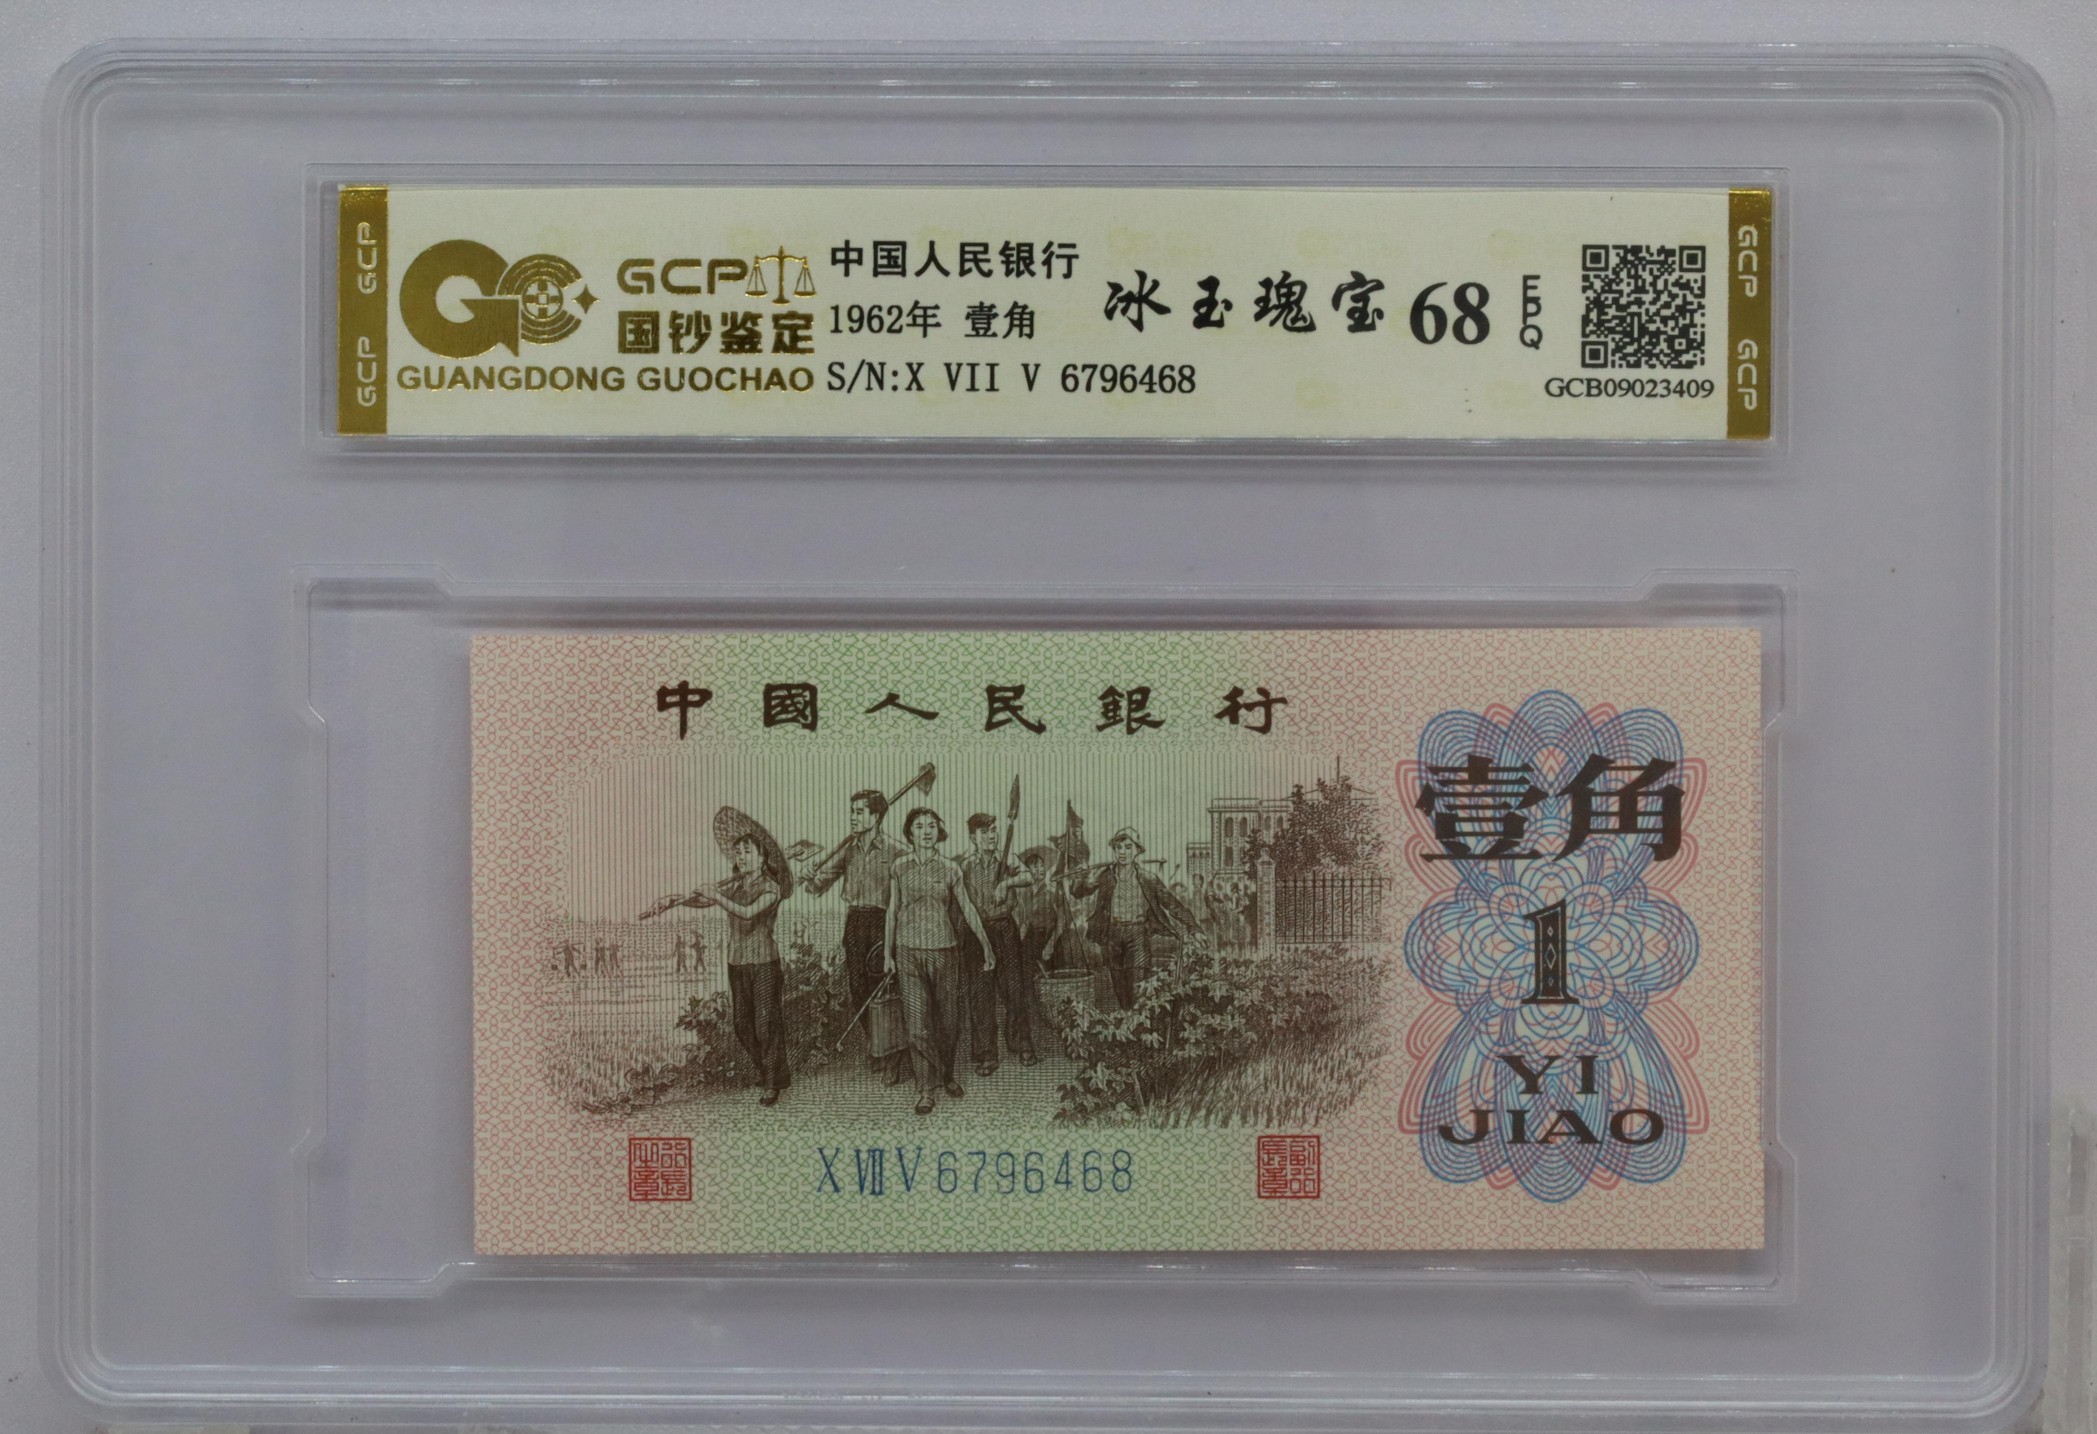 GCP
GCP
GCP
国钞鉴定
GUANGDONG GUOCHAO
中国人民银行
1962年 壹角
S/N:X VII V 6796468
冰玉瑰宝 68
EPQ
GCB09023409
GCP
GCP
中國人民銀行
壹角
1
YI
JIAO
X VII V 6796468